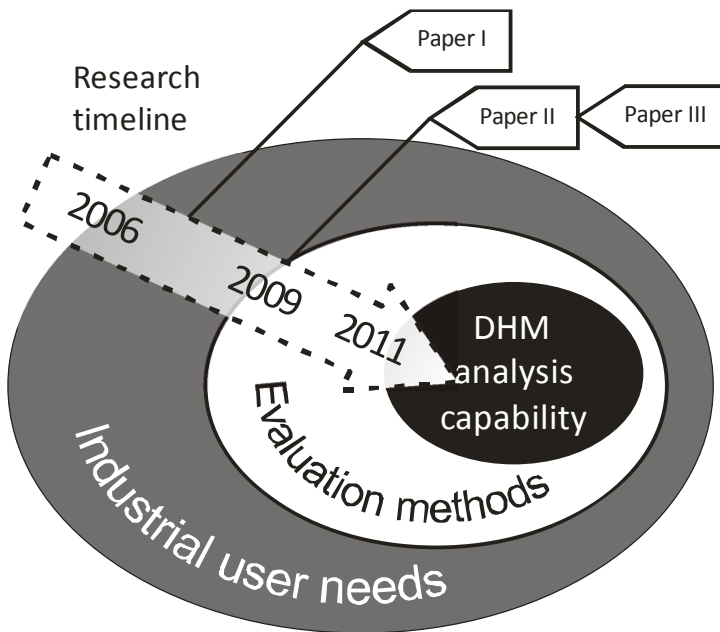 Paper I
Research
timeline
Paper II
Paper III
2006
2009
2011
DHM
analysis
capability
Evaluation methods
Industrial user needs